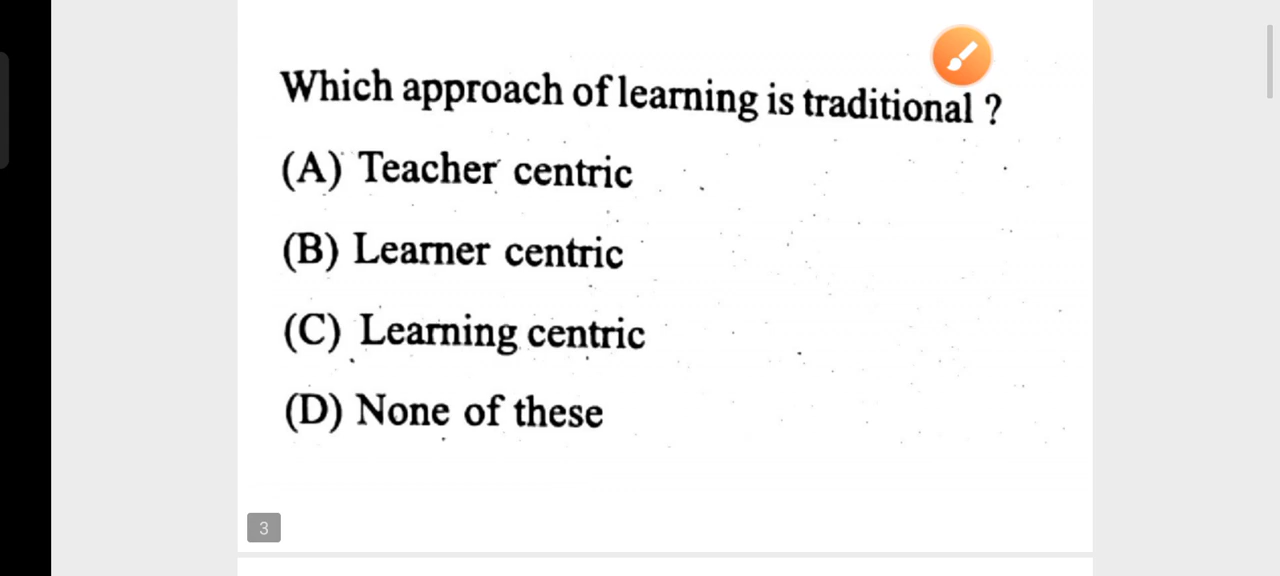 Which approach of learning is traditional ?
(A) Teacher centric
(B) Learner centric
(C) Learning centric
(D) None of these
3